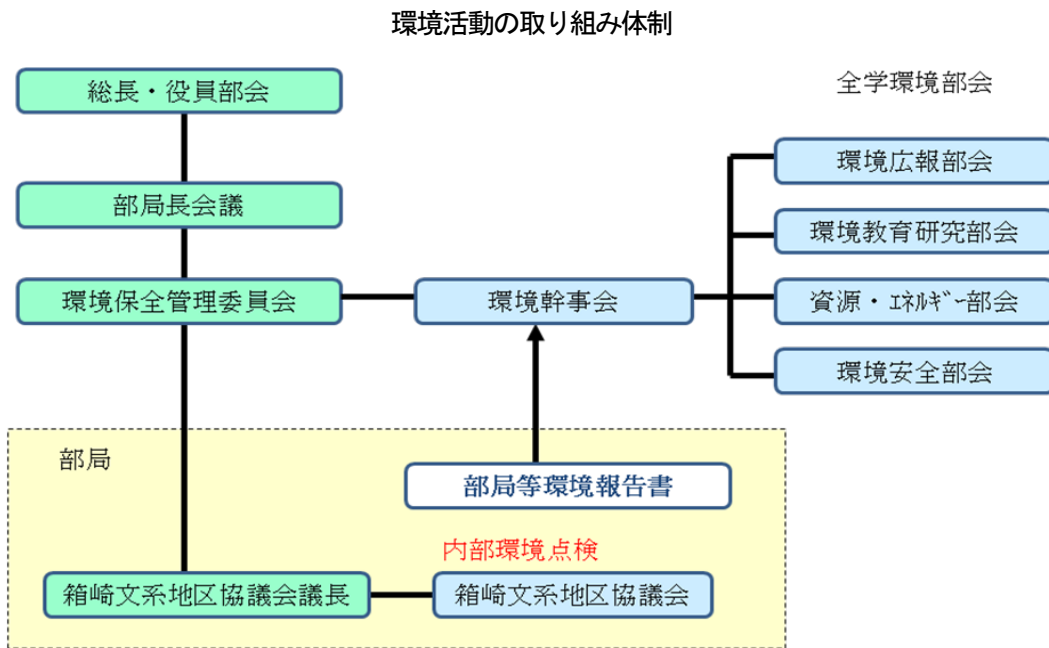 環境活動の取り組み体制
総長・役員部会
全学環境部会
環境広報部会
部局長会議
環境教育研究部会
環境保全管理委員会
環境幹事会
資源・ｴﾈﾙｷﾞｰ部会
環境安全部会
部局
部局等環境報告書
内部環境点検
箱崎文系地区協議会議長
箱崎文系地区協議会